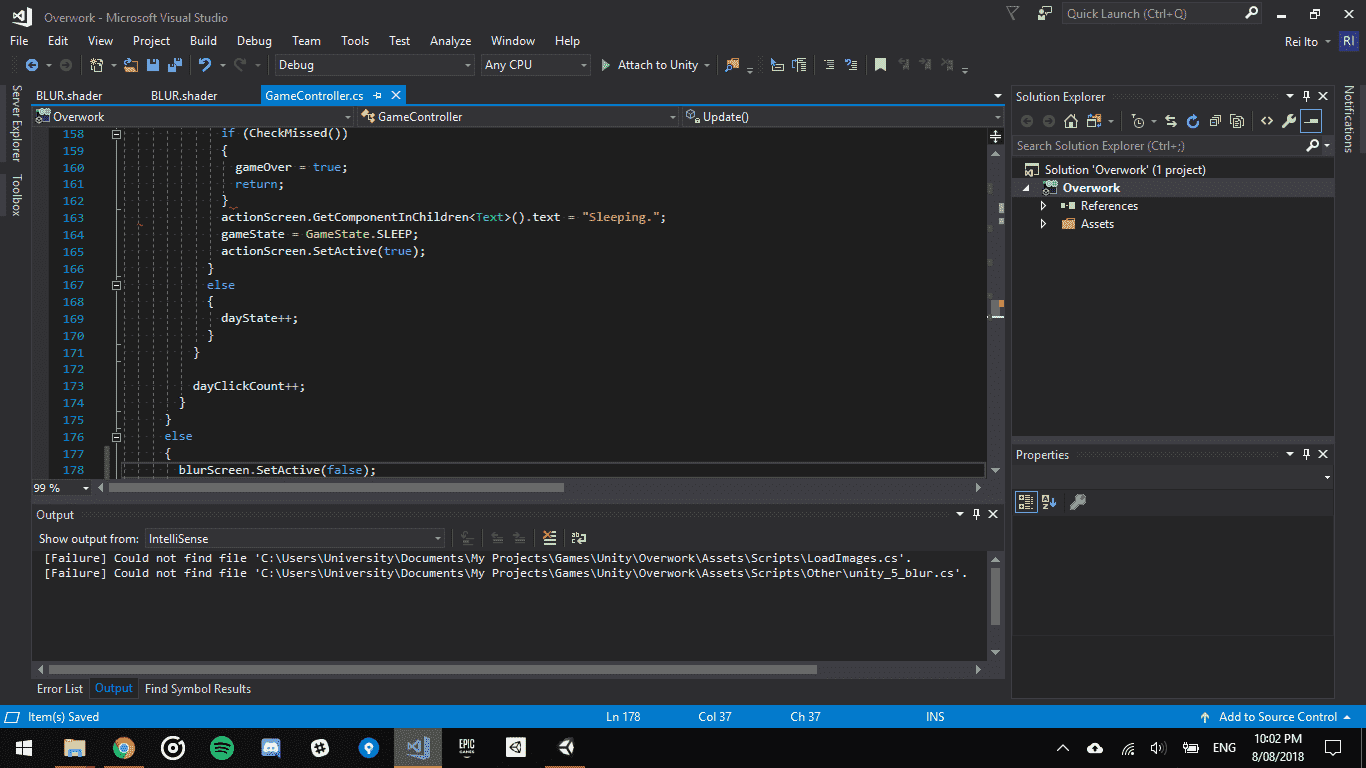 Overwork - Microsoft Visual Studio
Quick Launch (Ctrl+Q)
File Edit View Project Build Debug Team Tools Test Analyze Window Help
Rei Ito RI
Debug Any CPU Attach to Unity
Server Explorer
Toolbox
BLUR.shader BLUR.shader GameController.cs
Overwork GameController Update()
158 if (CheckMissed())
159 {
160 gameOver = true;
161 return;
162 }
163 actionScreen.GetComponentInChildren<Text>().text = "Sleeping.";
164 gameState = GameState.SLEEP;
165 actionScreen.SetActive(true);
166 }
167 else
168 {
169 dayState++;
170 }
171 }
172
173 dayClickCount++;
174 }
175 }
176 else
177 {
178 blurScreen.SetActive(false);
99 %
Output
Show output from: IntelliSense
[Failure] Could not find file 'C:\Users\University\Documents\My Projects\Games\Unity\Overwork\Assets\Scripts\LoadImages.cs'.
[Failure] Could not find file 'C:\Users\University\Documents\My Projects\Games\Unity\Overwork\Assets\Scripts\Other\unity_5_blur.cs'.
Error List Output Find Symbol Results
Solution Explorer
Search Solution Explorer (Ctrl+;)
Solution 'Overwork' (1 project)
Overwork
References
Assets
Properties
Notifications
Item(s) Saved Ln 178 Col 37 Ch 37 INS Add to Source Control
EPIC GAMES
ENG
10:02 PM
8/08/2018